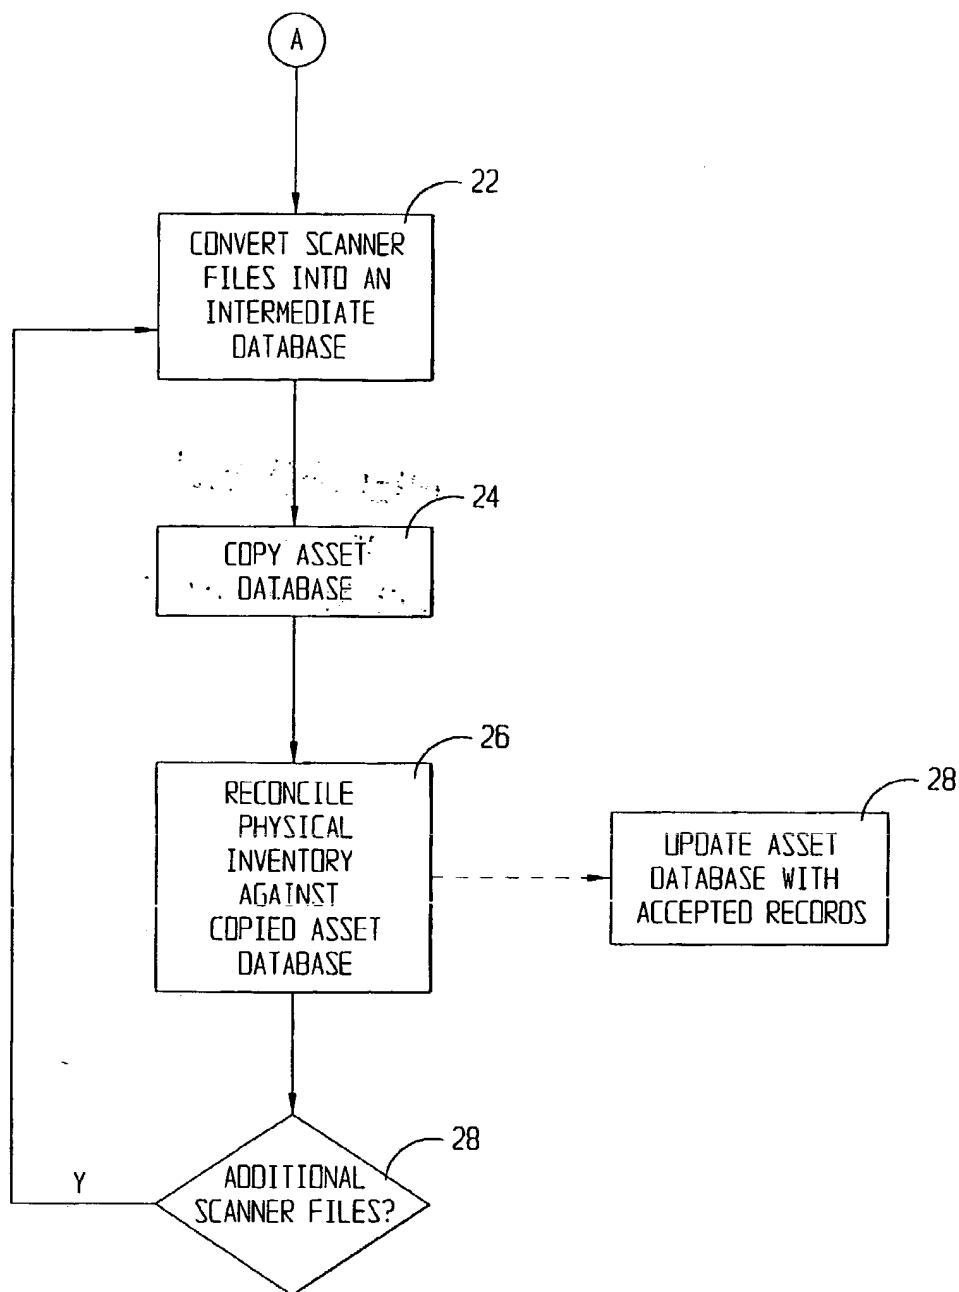 A
22
CONVERT SCANNER
FILES INTO AN
INTERMEDIATE
DATABASE
24
COPY ASSET
DATABASE
26
RECONCILE
PHYSICAL
INVENTORY
AGAINST
COPIED ASSET
DATABASE
28
UPDATE ASSET
DATABASE WITH
ACCEPTED RECORDS
28
ADDITIONAL
SCANNER FILES?
Y